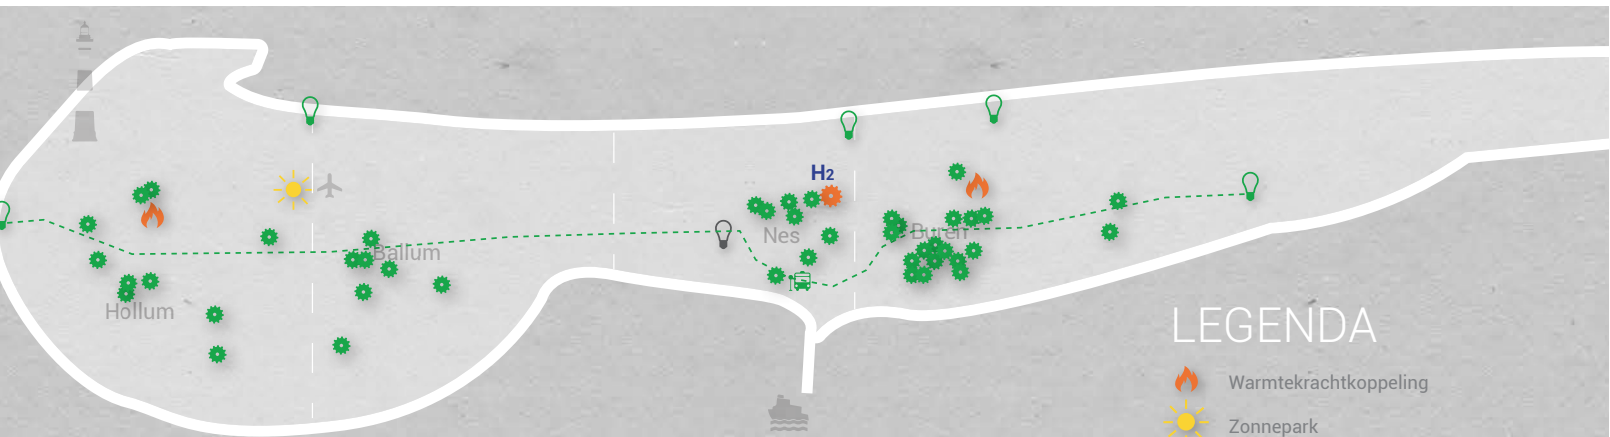 H2
Nes
Buren
Ballum
Hollum
LEGENDA
Warmtekrachtkoppeling
Zonnepark